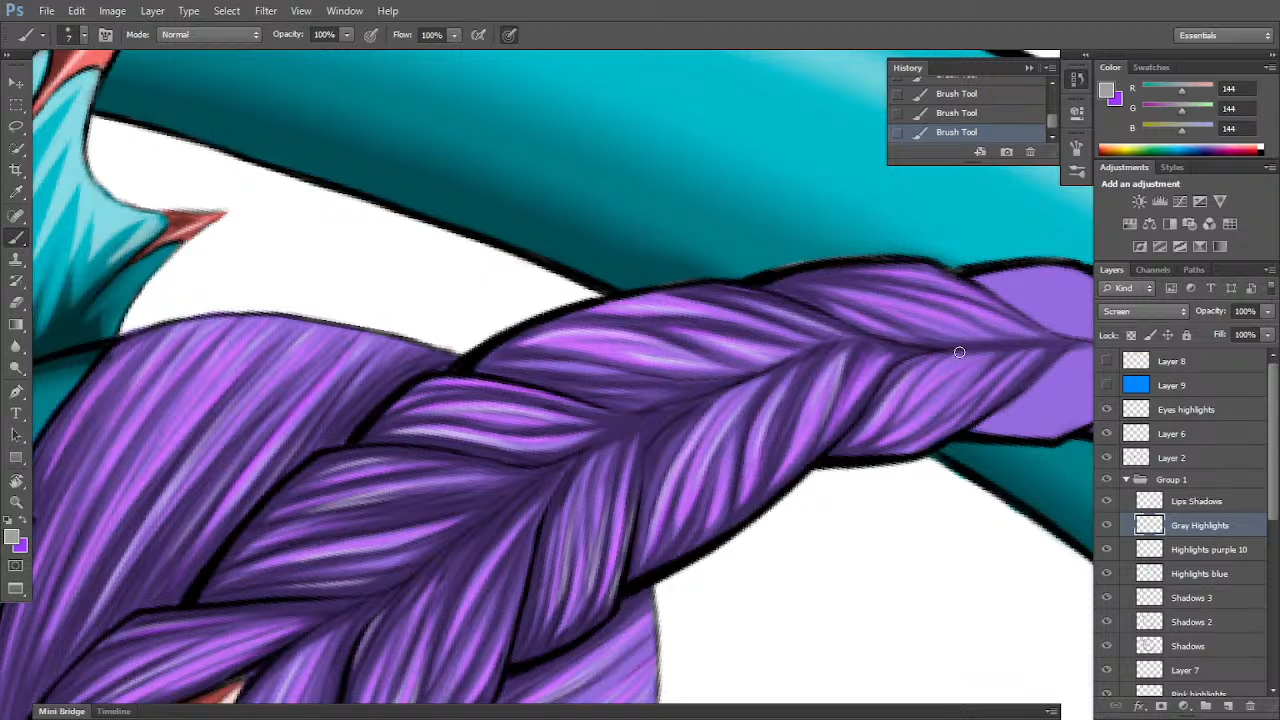 Ps File Edit Image Layer Type Select Filter View Window Help
7 Mode: Normal Opacity: 100% Flow: 100% Essentials
History
Brush Tool
Brush Tool
Brush Tool
Color Swatches
R 144
G 144
B 144
Adjustments Styles
Add an adjustment
Layers Channels Paths
Kind
Screen Opacity: 100%
Lock: Fill: 100%
Layer 8
Layer 9
Eyes highlights
Layer 6
Layer 2
Group 1
Lips Shadows
Gray Highlights
Highlights purple 10
Highlights blue
Shadows 3
Shadows 2
Shadows
Layer 7
Pink highlights
Mini Bridge Timeline